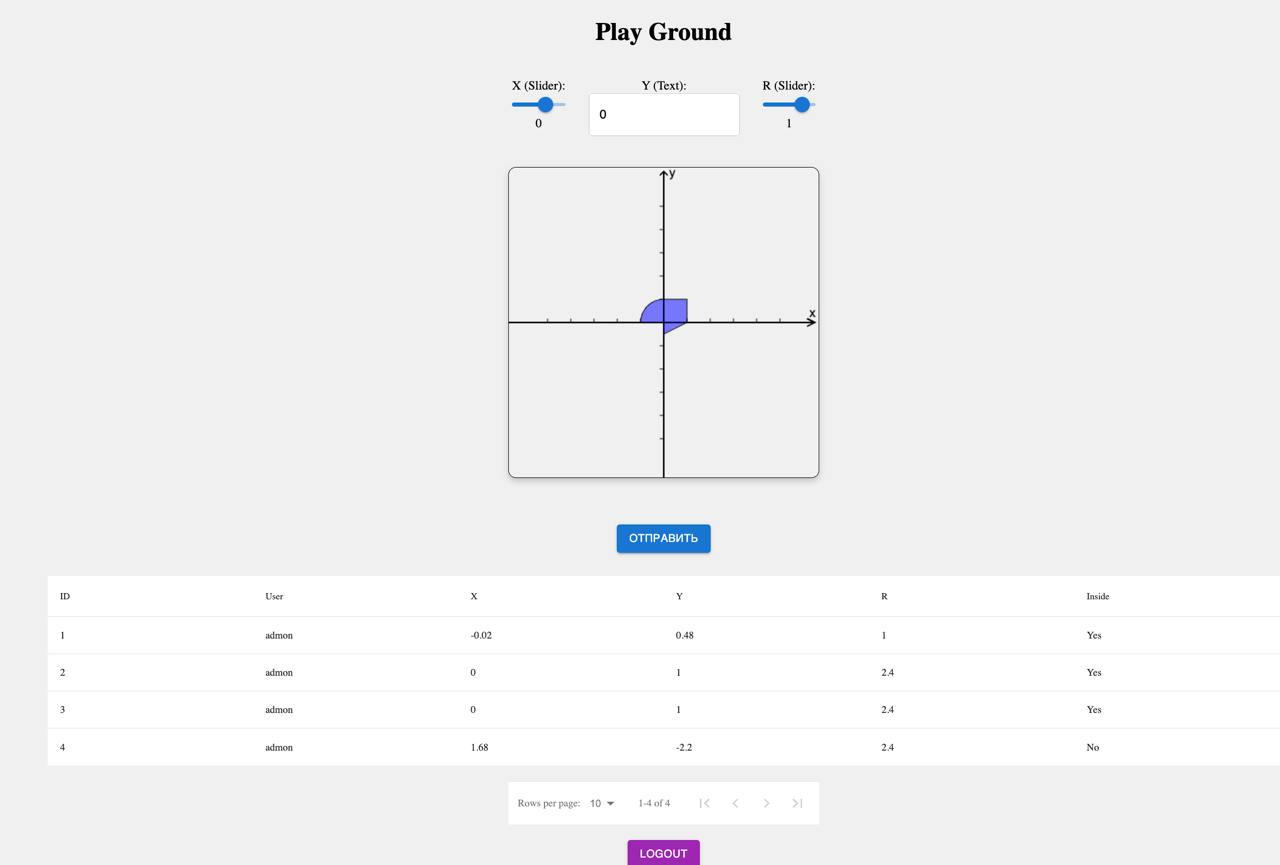 Play Ground
X (Slider): Y (Text): R (Slider):
0 0 1
y
x
ОТПРАВИТЬ
ID User X Y R Inside
1 admon -0.02 0.48 1 Yes
2 admon 0 1 2.4 Yes
3 admon 0 1 2.4 Yes
4 admon 1.68 -2.2 2.4 No
Rows per page: 10 1-4 of 4
LOGOUT